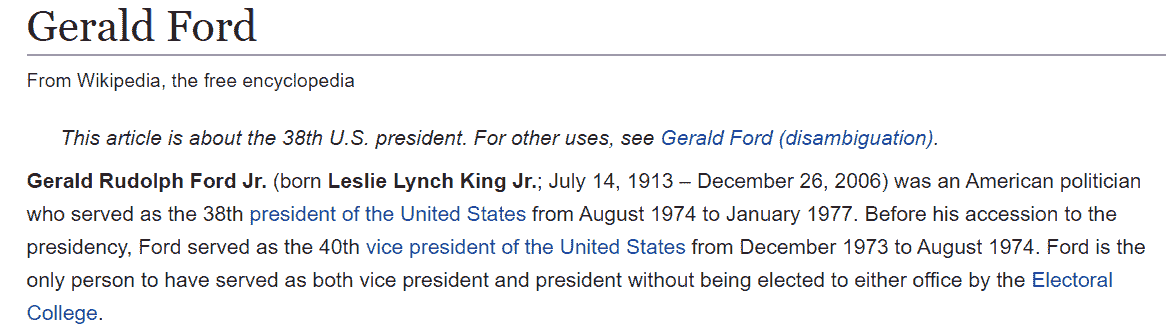 Gerald Ford
From Wikipedia, the free encyclopedia
This article is about the 38th U.S. president. For other uses, see Gerald Ford (disambiguation).
Gerald Rudolph Ford Jr. (born Leslie Lynch King Jr.; July 14, 1913 – December 26, 2006) was an American politician
who served as the 38th president of the United States from August 1974 to January 1977. Before his accession to the
presidency, Ford served as the 40th vice president of the United States from December 1973 to August 1974. Ford is the
only person to have served as both vice president and president without being elected to either office by the Electoral
College.